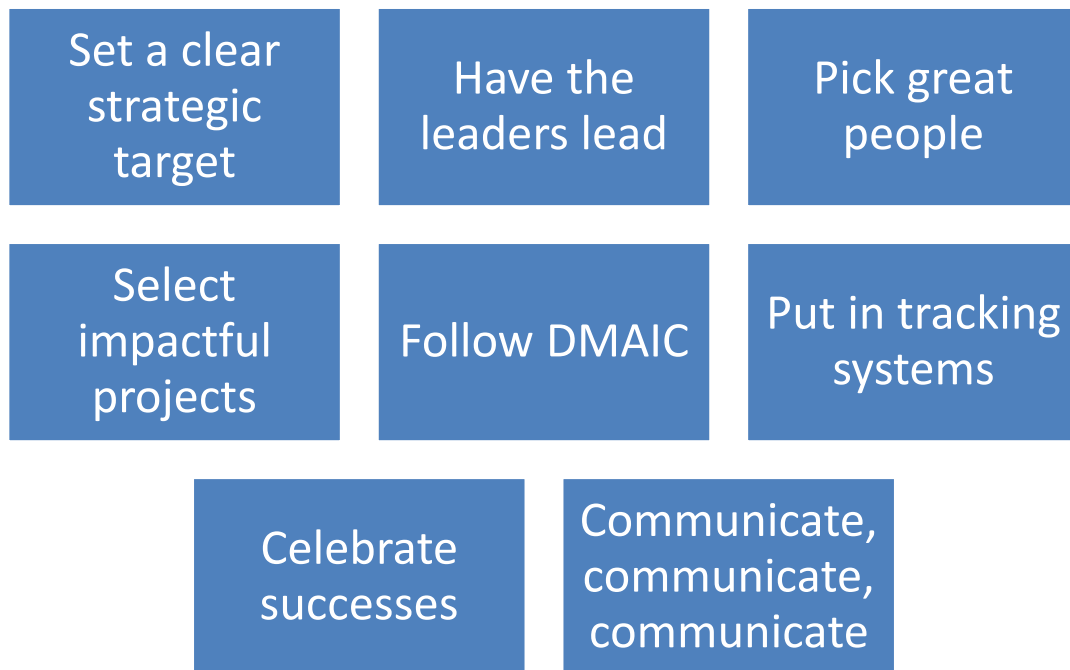 Set a clear
strategic
target
Have the
leaders lead
Pick great
people
Select
impactful
projects
Follow DMAIC
Put in tracking
systems
Celebrate
successes
Communicate,
communicate,
communicate